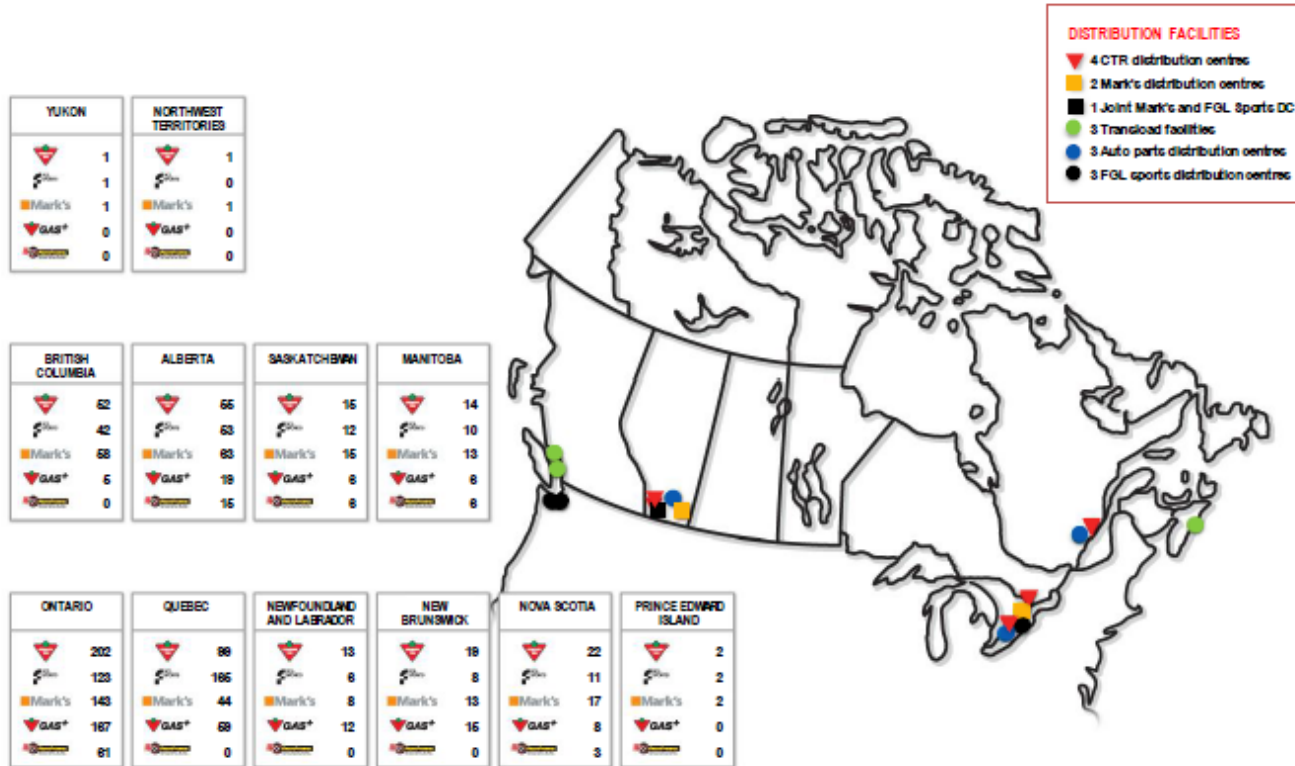 DISTRIBUTION FACILITIES
4 CTR distribution centres
2 Mark's distribution centres
1 Joint Mark's and FGL Sports DC
3 Transload facilities
3 Auto parts distribution centres
3 FGL sports distribution centres
YUKON
1
1
Mark's 1
GAS+ 0
0
NORTHWEST
TERRITORIES
1
0
Mark's 1
GAS+ 0
0
BRITISH
COLUMBIA
52
42
Mark's 58
GAS+ 5
0
ALBERTA
55
53
Mark's 63
GAS+ 19
15
SASKATCHEWAN
15
12
Mark's 15
GAS+ 6
6
MANITOBA
14
10
Mark's 13
GAS+ 6
6
ONTARIO
202
123
Mark's 143
GAS+ 167
61
QUEBEC
99
165
Mark's 44
GAS+ 59
0
NEWFOUNDLAND
AND LABRADOR
13
6
Mark's 8
GAS+ 12
0
NEW
BRUNSWICK
19
8
Mark's 13
GAS+ 15
0
NOVA SCOTIA
22
11
Mark's 17
GAS+ 8
3
PRINCE EDWARD
ISLAND
2
2
Mark's 2
GAS+ 0
0